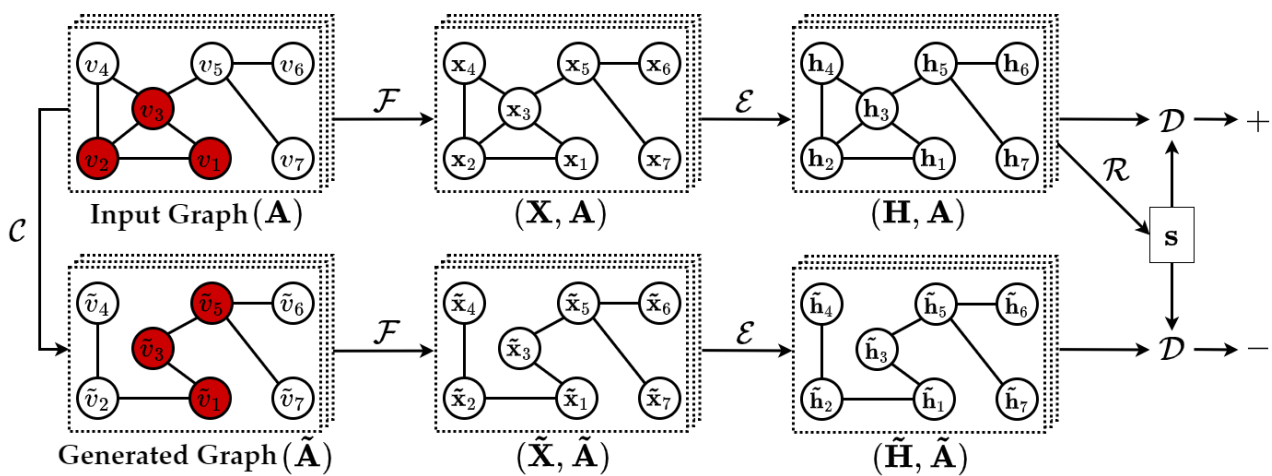 v₄ v₅ v₆
v₃
v₂ v₁ v₇
Input Graph (A)
C
F
x₄ x₅ x₆
x₃
x₂ x₁ x₇
(X, A)
E
h₄ h₅ h₆
h₃
h₂ h₁ h₇
(H, A)
D +
R
s
D −
ṽ₄ ṽ₅ ṽ₆
ṽ₃
ṽ₂ ṽ₁ ṽ₇
Generated Graph (Ã)
F
x̃₄ x̃₅ x̃₆
x̃₃
x̃₂ x̃₁ x̃₇
(X̃, Ã)
E
h̃₄ h̃₅ h̃₆
h̃₃
h̃₂ h̃₁ h̃₇
(H̃, Ã)